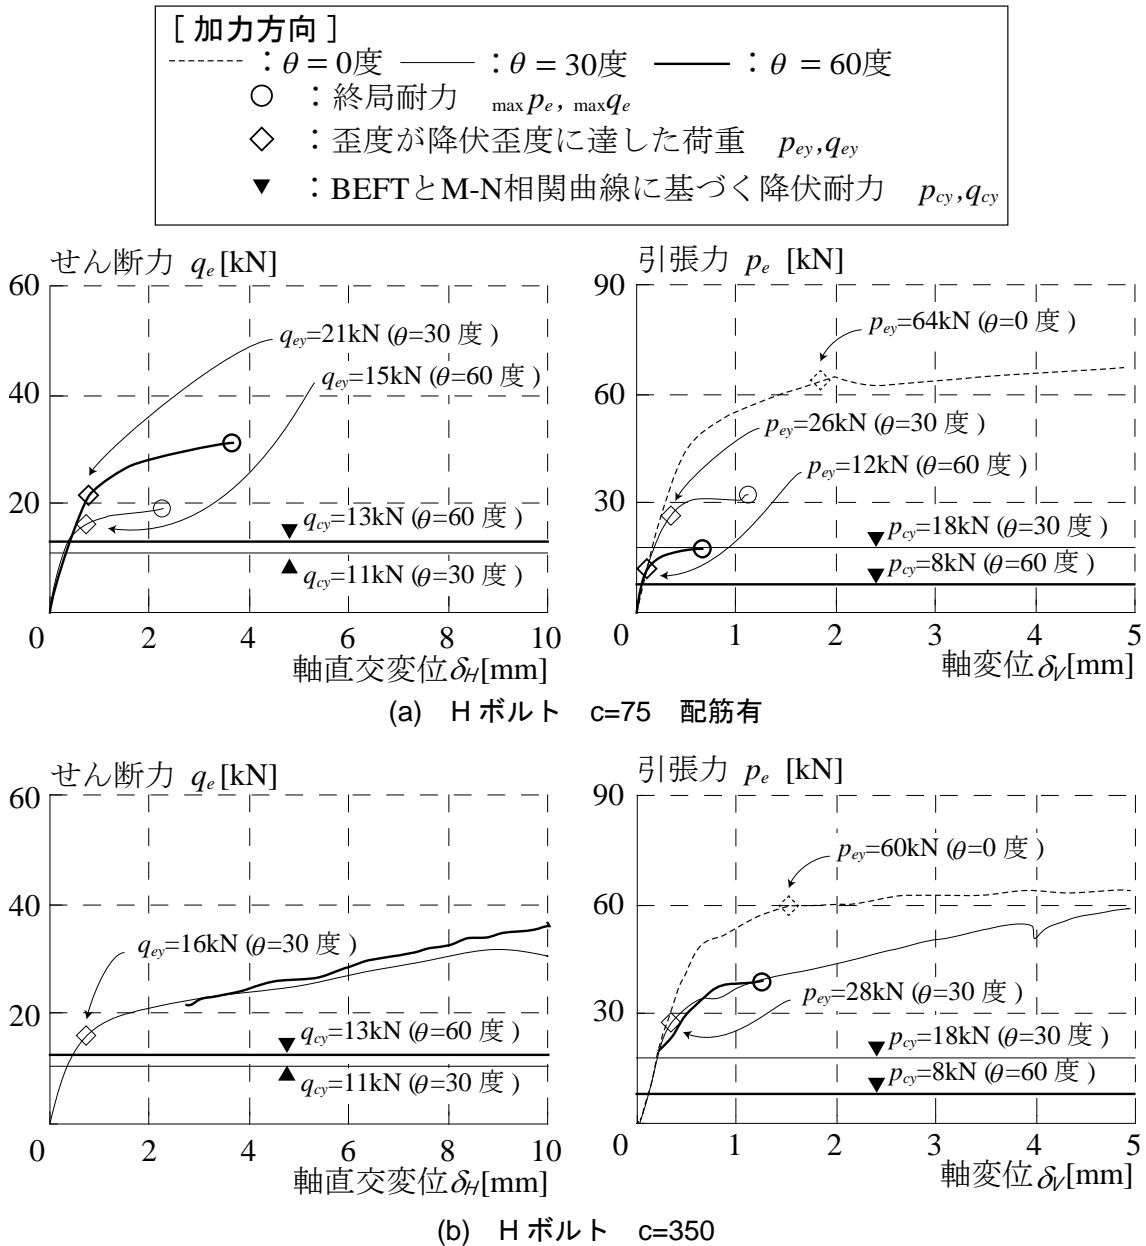 [ 加力方向 ]
：θ = 0度 ：θ = 30度 ：θ = 60度
：終局耐力 max pe, max qe
：歪度が降伏歪度に達した荷重 pey,qey
：BEFTとM-N相関曲線に基づく降伏耐力 pcy,qcy
せん断力 qe [kN]
60
40
20
0 2 4 6 8 10
qey=21kN (θ=30 度 )
qey=15kN (θ=60 度 )
qcy=13kN (θ=60 度 )
qcy=11kN (θ=30 度 )
軸直交変位δH[mm]
引張力 pe [kN]
90
60
30
0 1 2 3 4 5
pey=64kN (θ=0 度 )
pey=26kN (θ=30 度 )
pey=12kN (θ=60 度 )
pcy=18kN (θ=30 度 )
pcy=8kN (θ=60 度 )
軸変位δV[mm]
(a) H ボルト c=75 配筋有
せん断力 qe [kN]
60
40
20
0 2 4 6 8 10
qey=16kN (θ=30 度 )
qcy=13kN (θ=60 度 )
qcy=11kN (θ=30 度 )
軸直交変位δH[mm]
引張力 pe [kN]
90
60
30
0 1 2 3 4 5
pey=60kN (θ=0 度 )
pey=28kN (θ=30 度 )
pcy=18kN (θ=30 度 )
pcy=8kN (θ=60 度 )
軸変位δV[mm]
(b) H ボルト c=350